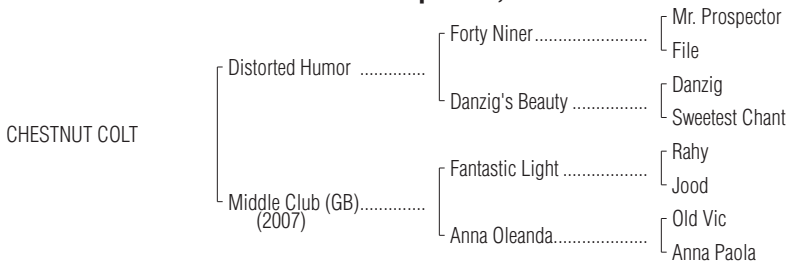 Mr. Prospector
Forty Niner
File
Distorted Humor
Danzig
Danzig's Beauty
Sweetest Chant
CHESTNUT COLT
Rahy
Fantastic Light
Jood
Middle Club (GB)
(2007)
Old Vic
Anna Oleanda
Anna Paola